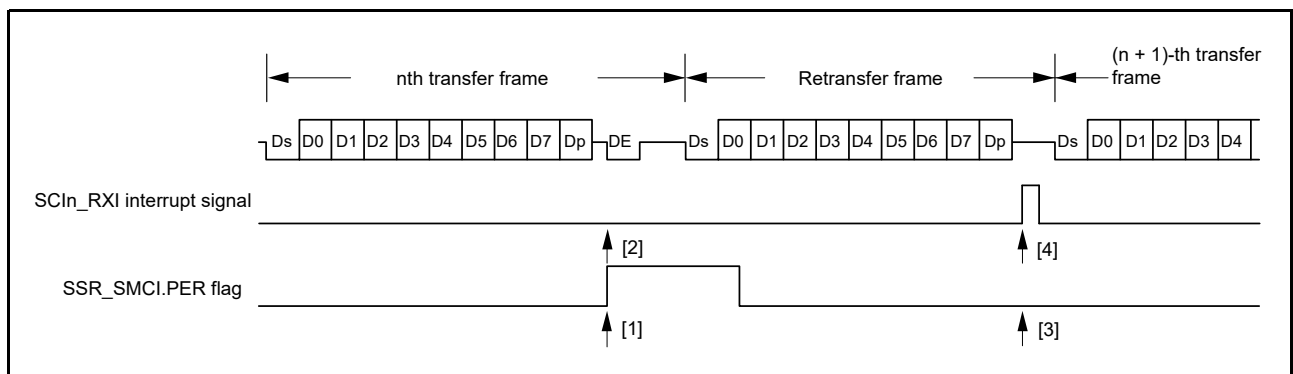 nth transfer frame
Retransfer frame
(n + 1)-th transfer
frame
Ds D0 D1 D2 D3 D4 D5 D6 D7 Dp DE Ds D0 D1 D2 D3 D4 D5 D6 D7 Dp Ds D0 D1 D2 D3 D4
SCIn_RXI interrupt signal
[2]
[4]
SSR_SMCI.PER flag
[1]
[3]